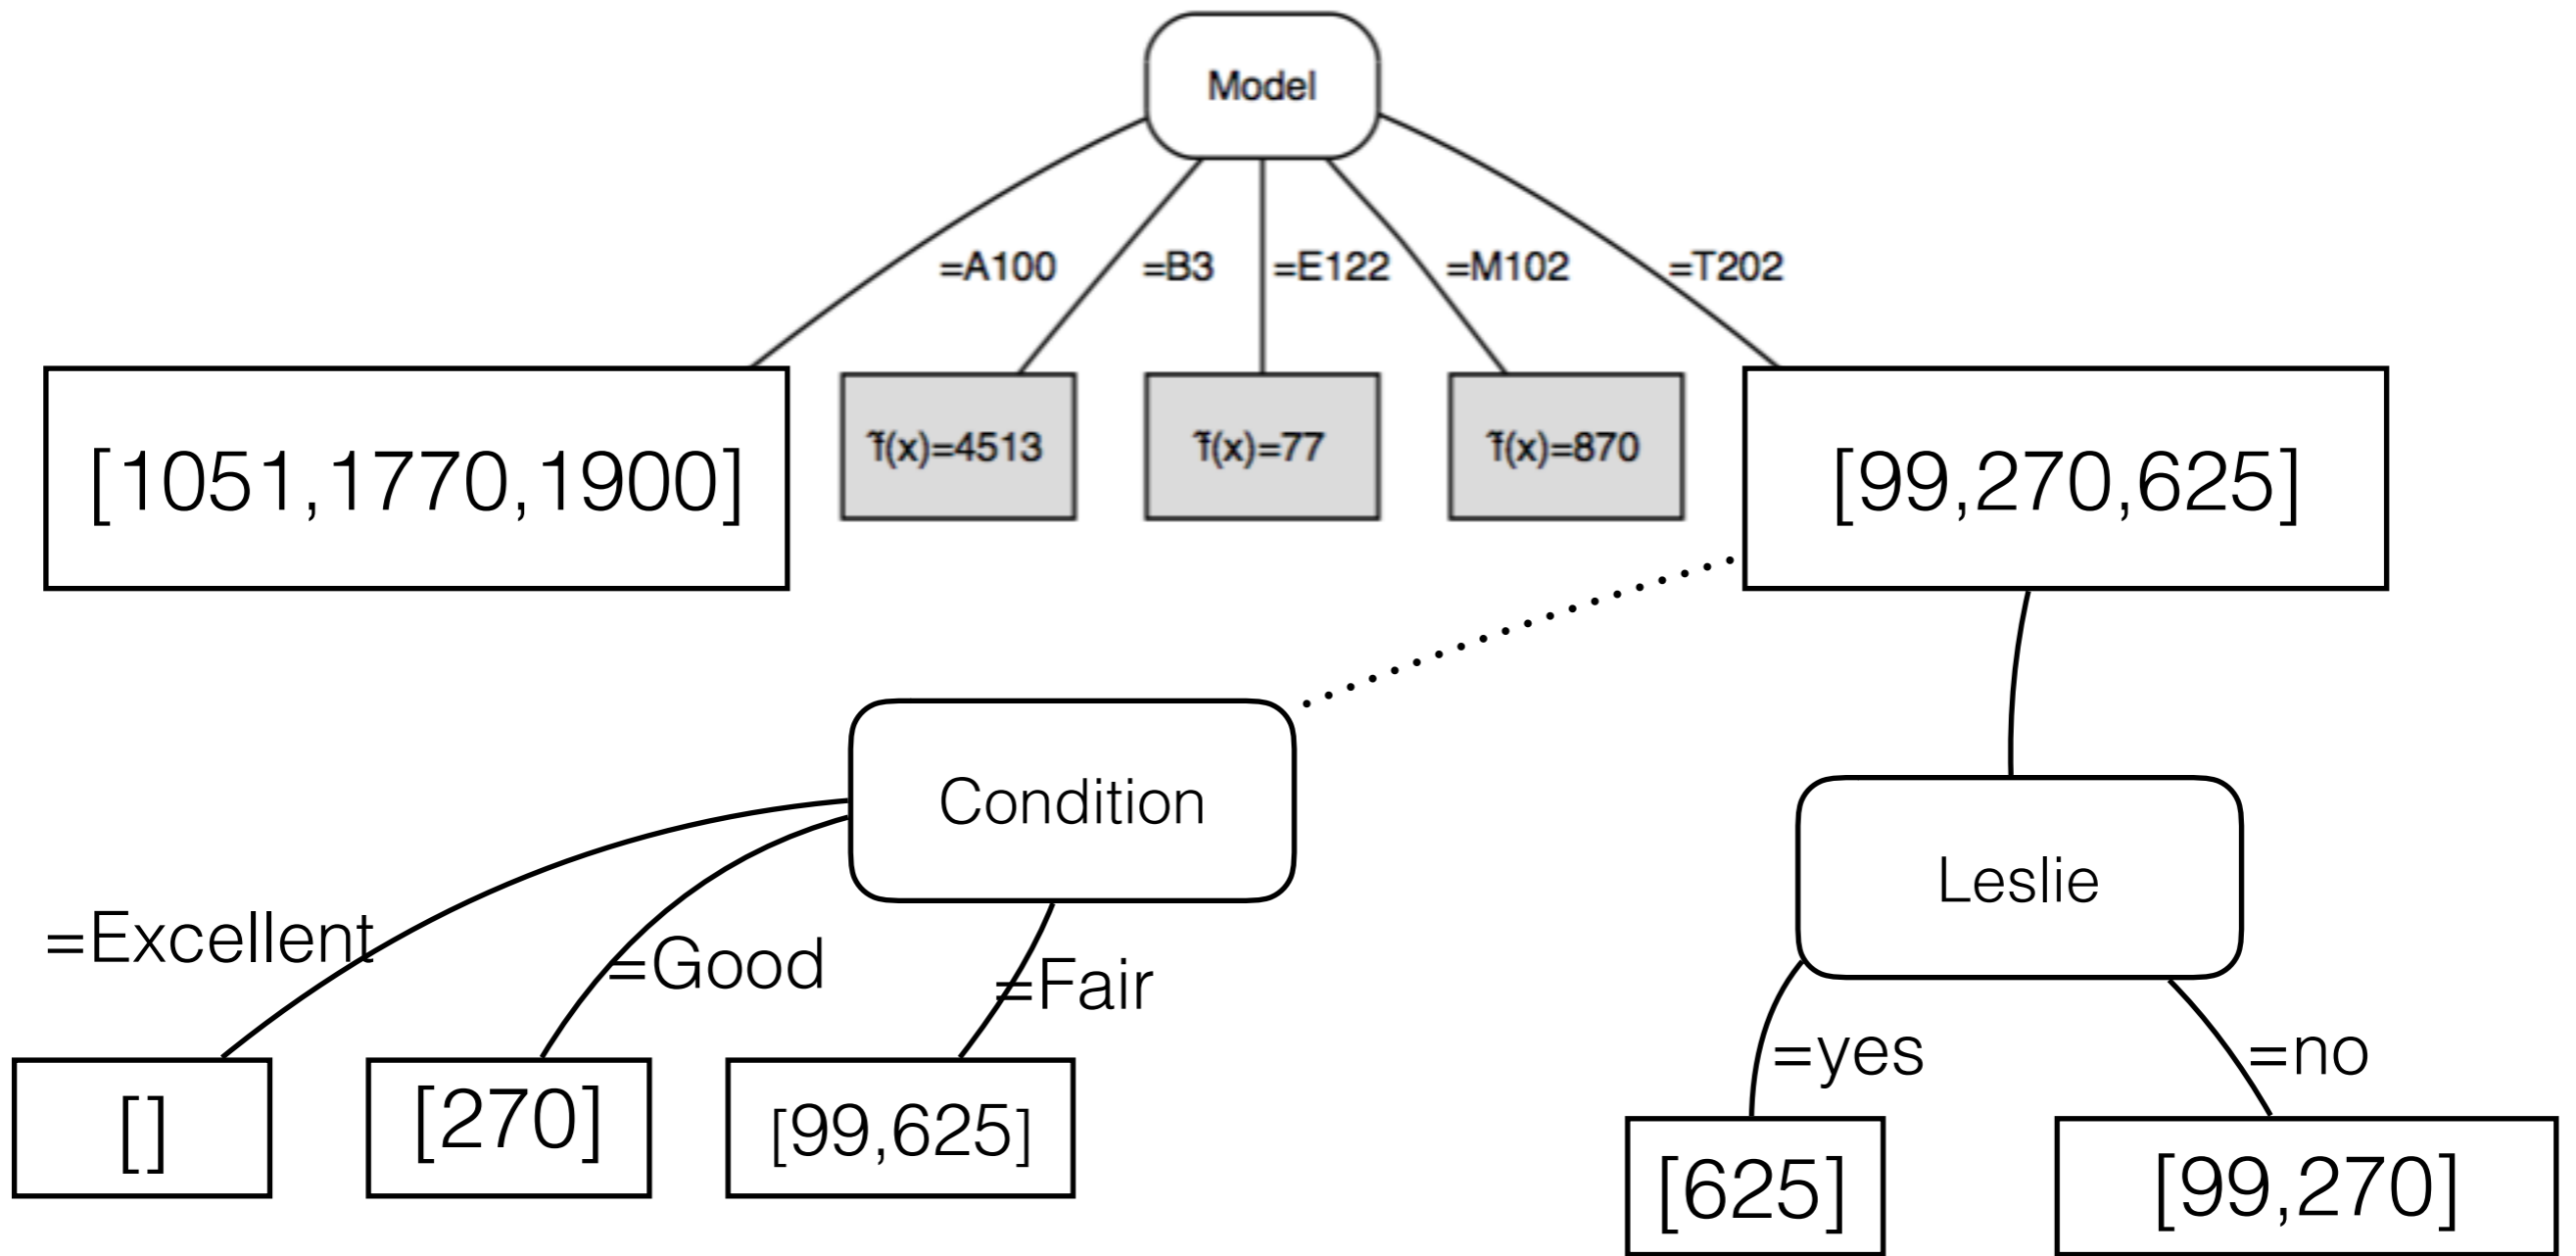 Model
=A100
=B3
=E122
=M102
=T202
[1051,1770,1900]
f̂(x)=4513
f̂(x)=77
f̂(x)=870
[99,270,625]
Condition
Leslie
=Excellent
=Good
=Fair
=yes
=no
[]
[270]
[99,625]
[625]
[99,270]